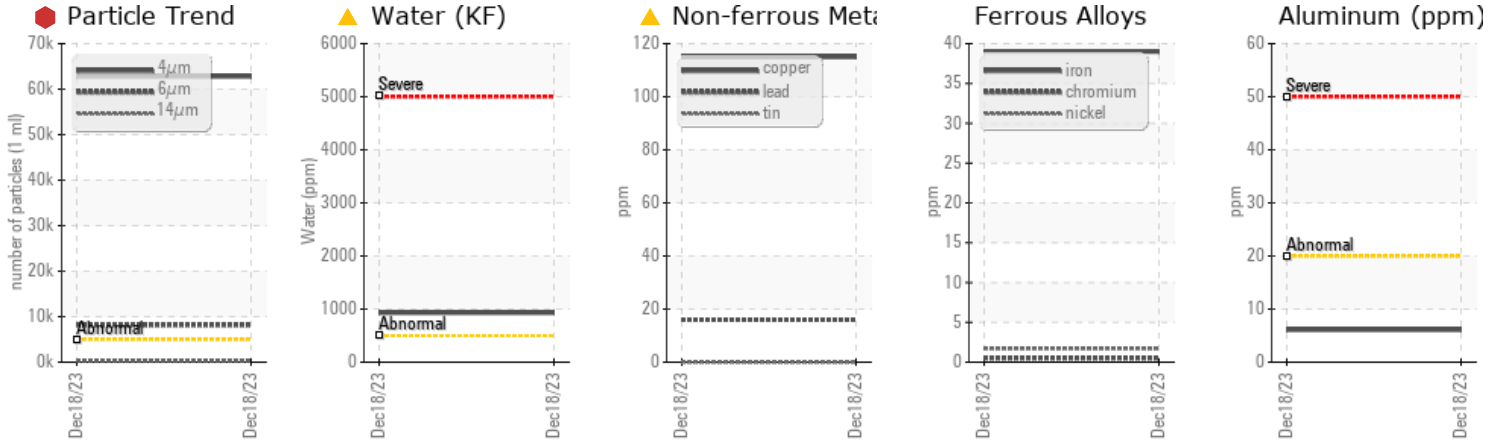 Particle Trend
70k
60k
50k
40k
30k
20k
10k
0k
number of particles (1 ml)
4μm
6μm
14μm
Abnormal
Dec18/23
Dec18/23
Water (KF)
6000
5000
4000
3000
2000
1000
0
Water (ppm)
Severe
Abnormal
Dec18/23
Dec18/23
Non-ferrous Meta
120
100
80
60
40
20
0
ppm
copper
lead
tin
Dec18/23
Dec18/23
Ferrous Alloys
40
35
30
25
20
15
10
5
0
ppm
iron
chromium
nickel
Dec18/23
Dec18/23
Aluminum (ppm)
60
50
40
30
20
10
0
ppm
Severe
Abnormal
Dec18/23
Dec18/23